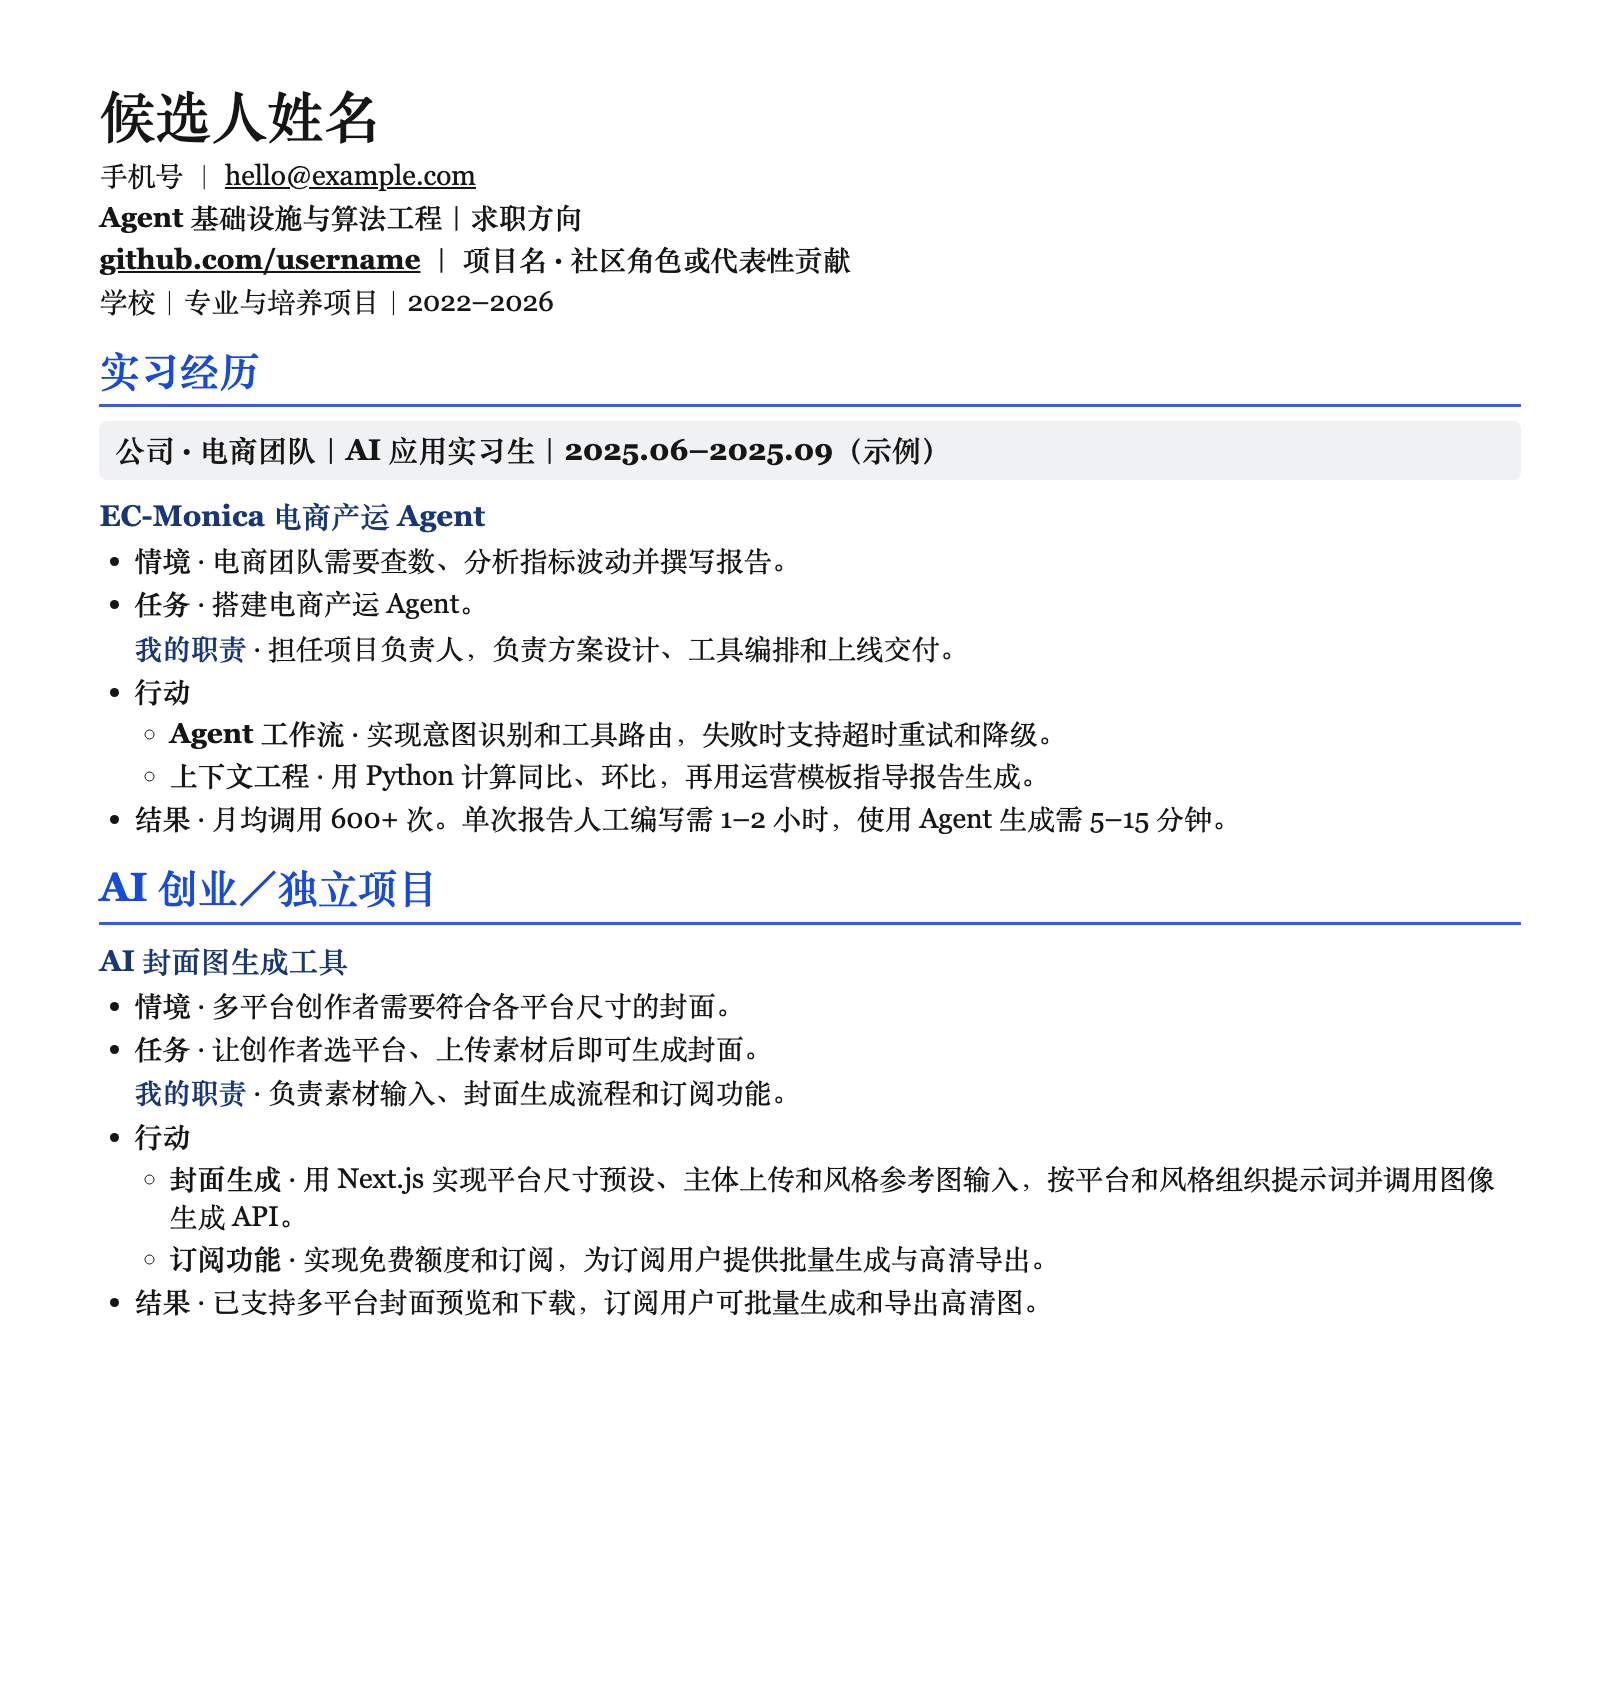 候选人姓名
手机号 | hello@example.com
Agent 基础设施与算法工程 | 求职方向
github.com/username | 项目名 · 社区角色或代表性贡献
学校 | 专业与培养项目 | 2022–2026
实习经历
公司 · 电商团队 | AI 应用实习生 | 2025.06–2025.09（示例）
EC-Monica 电商产运 Agent
• 情境 · 电商团队需要查数、分析指标波动并撰写报告。
• 任务 · 搭建电商产运 Agent。
我的职责 · 担任项目负责人，负责方案设计、工具编排和上线交付。
• 行动
◦ Agent 工作流 · 实现意图识别和工具路由，失败时支持超时重试和降级。
◦ 上下文工程 · 用 Python 计算同比、环比，再用运营模板指导报告生成。
• 结果 · 月均调用 600+ 次。单次报告人工编写需 1–2 小时，使用 Agent 生成需 5–15 分钟。
AI 创业／独立项目
AI 封面图生成工具
• 情境 · 多平台创作者需要符合各平台尺寸的封面。
• 任务 · 让创作者选平台、上传素材后即可生成封面。
我的职责 · 负责素材输入、封面生成流程和订阅功能。
• 行动
◦ 封面生成 · 用 Next.js 实现平台尺寸预设、主体上传和风格参考图输入，按平台和风格组织提示词并调用图像
生成 API。
◦ 订阅功能 · 实现免费额度和订阅，为订阅用户提供批量生成与高清导出。
• 结果 · 已支持多平台封面预览和下载，订阅用户可批量生成和导出高清图。